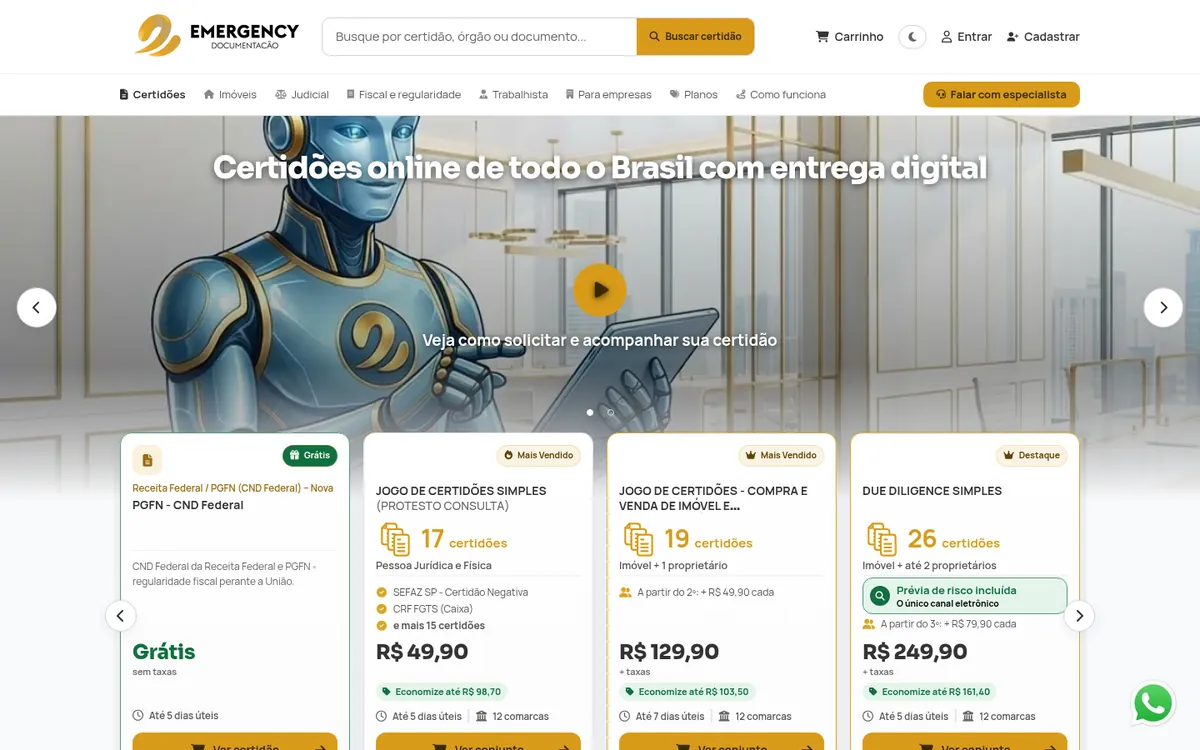 EMERGENCY
DOCUMENTAÇÃO
Busque por certidão, órgão ou documento...
Buscar certidão
Carrinho
Entrar
Cadastrar
Certidões
Imóveis
Judicial
Fiscal e regularidade
Trabalhista
Para empresas
Planos
Como funciona
Falar com especialista
Certidões online de todo o Brasil com entrega digital
Veja como solicitar e acompanhar sua certidão
Grátis
Receita Federal / PGFN (CND Federal) – Nova
PGFN - CND Federal
CND Federal da Receita Federal e PGFN -
regularidade fiscal perante a União.
Grátis
sem taxas
Até 5 dias úteis
Ver certidão
Mais Vendido
JOGO DE CERTIDÕES SIMPLES
(PROTESTO CONSULTA)
17 certidões
Pessoa Jurídica e Física
SEFAZ SP - Certidão Negativa
CRF FGTS (Caixa)
e mais 15 certidões
R$ 49,90
Economize até R$ 98,70
Até 5 dias úteis
12 comarcas
Ver conjunto
Mais Vendido
JOGO DE CERTIDÕES - COMPRA E
VENDA DE IMÓVEL E...
19 certidões
Imóvel + 1 proprietário
A partir do 2º: + R$ 49,90 cada
R$ 129,90
+ taxas
Economize até R$ 103,50
Até 7 dias úteis
12 comarcas
Ver conjunto
Destaque
DUE DILIGENCE SIMPLES
26 certidões
Imóvel + até 2 proprietários
Prévia de risco incluída
O único canal eletrônico
A partir do 3º: + R$ 79,90 cada
R$ 249,90
+ taxas
Economize até R$ 161,40
Até 5 dias úteis
12 comarcas
Ver conjunto